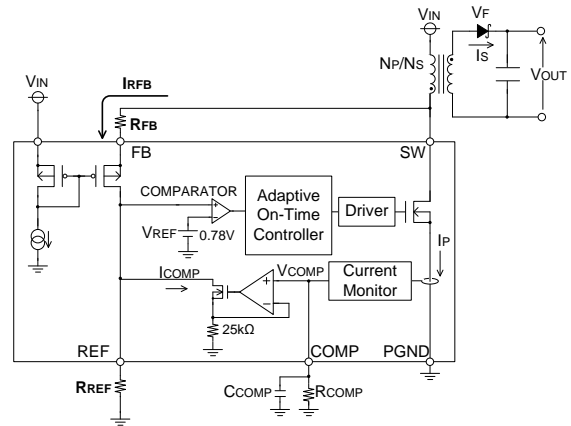 VIN
VF
IS
NP/NS
VOUT
VIN
IRFB
RFB
FB
SW
COMPARATOR
Adaptive
On-Time
Controller
Driver
VREF
0.78V
IP
ICOMP
VCOMP
Current
Monitor
25kΩ
REF
COMP
PGND
RREF
CCOMP
RCOMP